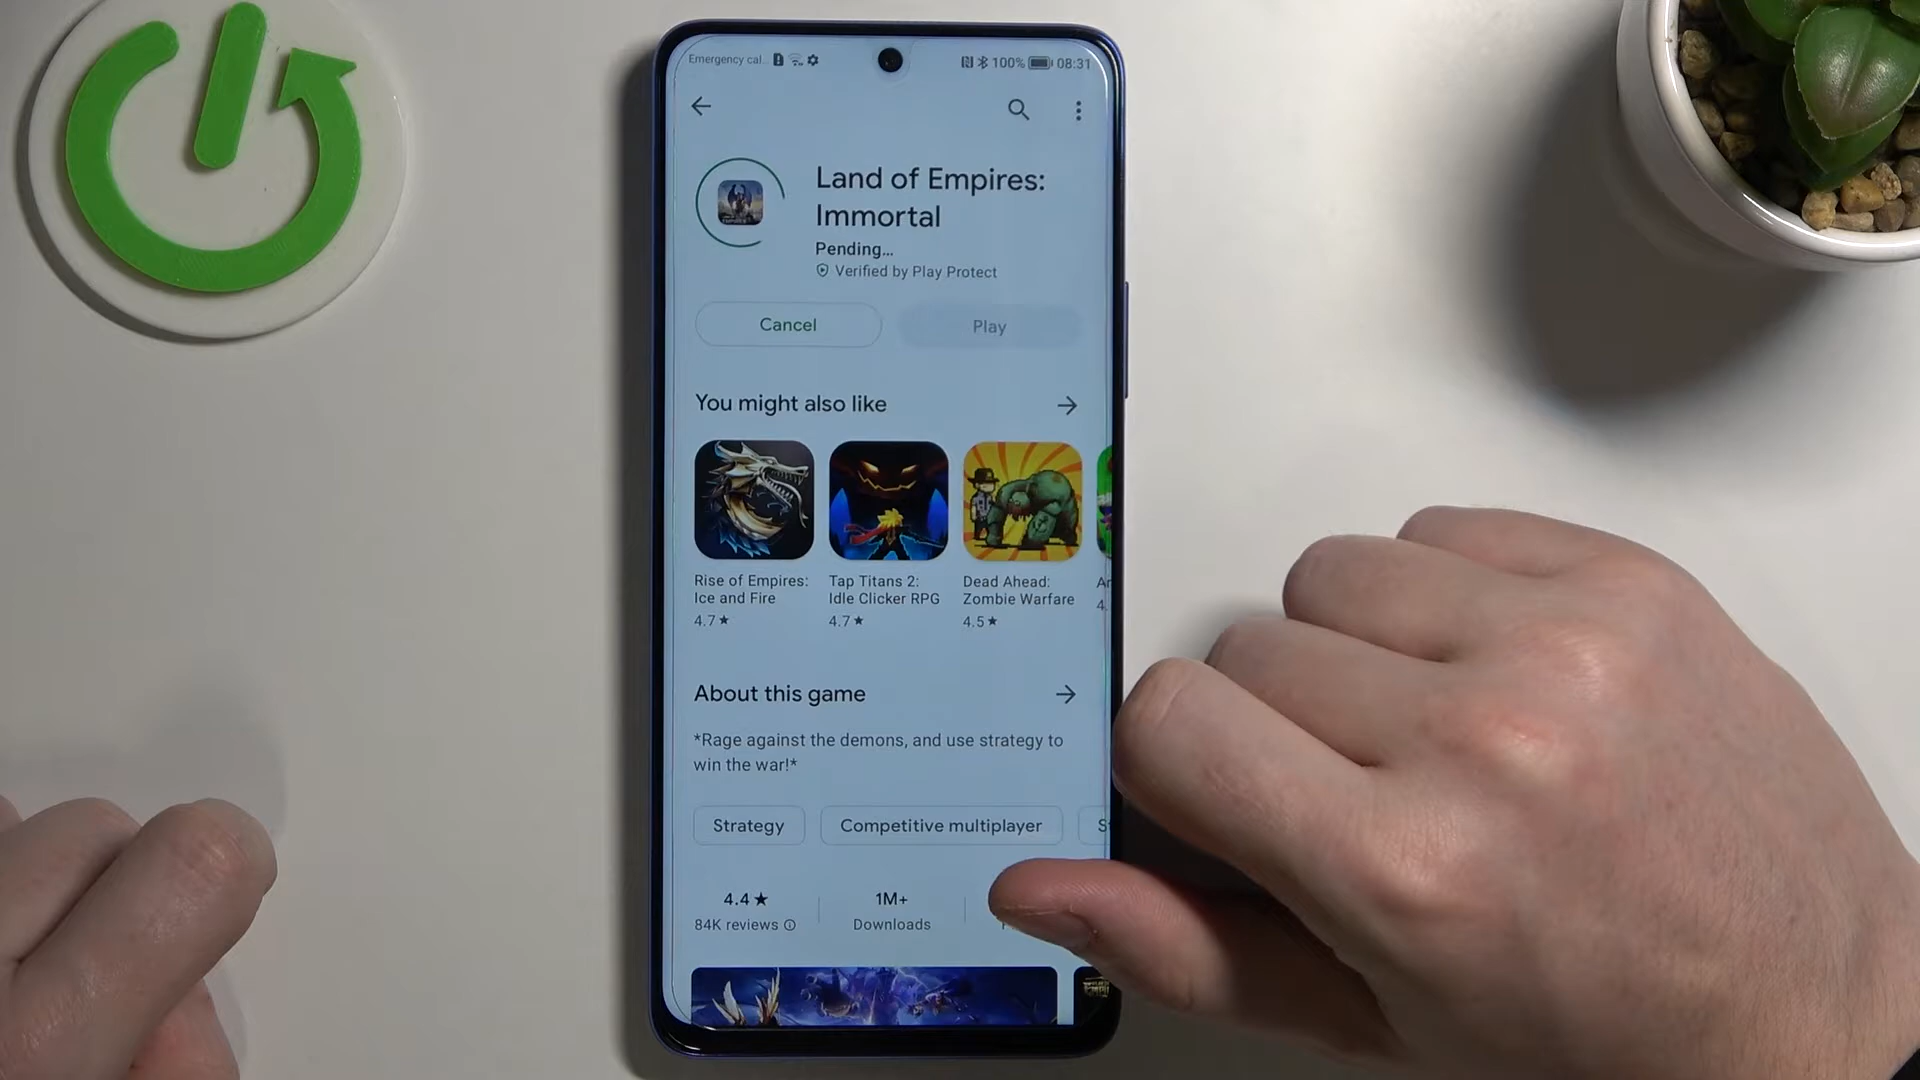 Emergency cal...
100% 08:31
Land of Empires:
Immortal
Pending...
Verified by Play Protect
Cancel
Play
You might also like
Rise of Empires:
Ice and Fire
4.7★
Tap Titans 2:
Idle Clicker RPG
4.7★
Dead Ahead:
Zombie Warfare
4.5★
4.
About this game
*Rage against the demons, and use strategy to
win the war!*
Strategy
Competitive multiplayer
4.4★
84K reviews
1M+
Downloads